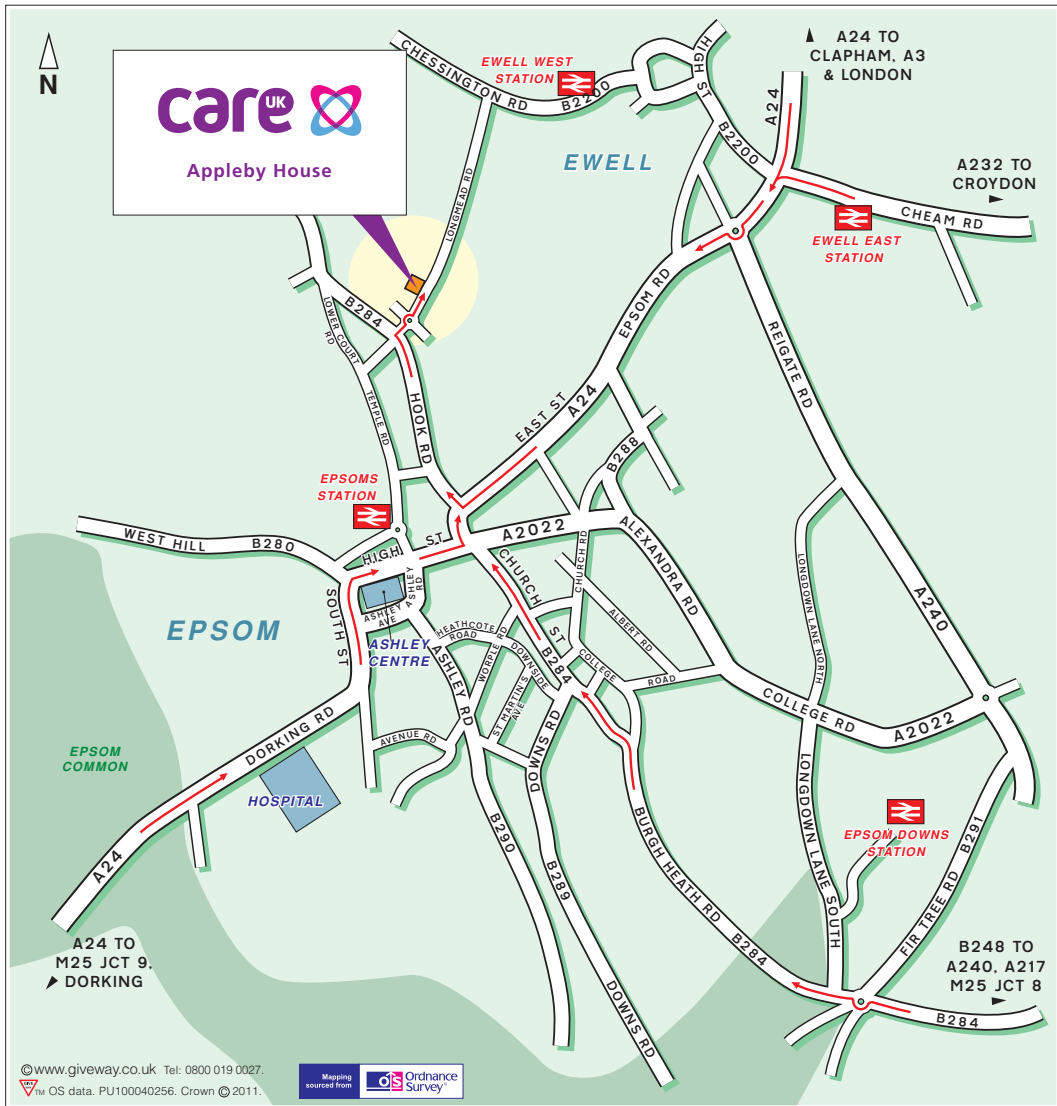 N
care UK
Appleby House
CHESSINGTON RD
B2200
EWELL WEST
STATION
HIGH ST
B2200
A24 TO
CLAPHAM, A3
& LONDON
A24
EWELL
A232 TO
CROYDON
CHEAM RD
EWELL EAST
STATION
LONGMEAD RD
B284
LOWER COURT
RD
EPSOM RD
REIGATE RD
TEMPLE RD
HOOK RD
EAST ST
A24
B288
EPSOMS
STATION
WEST HILL
B280
HIGH ST
A2022
ALEXANDRA RD
CHURCH RD
LONGDOWN LANE NORTH
A240
SOUTH ST
ASHLEY
RD
ASHLEY
AVE
CHURCH ST
ALBERT RD
EPSOM
ASHLEY
CENTRE
HEATHCOTE
ROAD
WORPLE RD
DOWNSIDE
B284
COLLEGE
ROAD
ASHLEY RD
ST MARTIN'S
AVE
DOWNS RD
COLLEGE RD
A2022
DORKING RD
AVENUE RD
EPSOM
COMMON
HOSPITAL
B290
B289
BURGH HEATH RD
LONGDOWN LANE SOUTH
EPSOM DOWNS
STATION
B291
FIR TREE RD
A24
A24 TO
M25 JCT 9,
DORKING
B284
DOWNS RD
B248 TO
A240, A217
M25 JCT 8
B284
©www.giveway.co.uk Tel: 0800 019 0027.
TM OS data. PU100040256. Crown © 2011.
Mapping
sourced from
OS Ordnance
Survey®